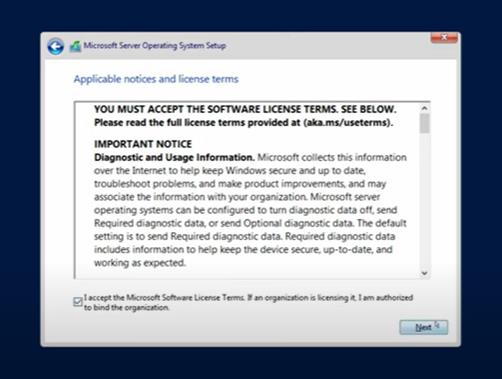 Microsoft Server Operating System Setup
Applicable notices and license terms
YOU MUST ACCEPT THE SOFTWARE LICENSE TERMS. SEE BELOW.
Please read the full license terms provided at (aka.ms/useterms).
IMPORTANT NOTICE
Diagnostic and Usage Information. Microsoft collects this information
over the Internet to help keep Windows secure and up to date,
troubleshoot problems, and make product improvements, and may
associate the information with your organization. Microsoft server
operating systems can be configured to turn diagnostic data off, send
Required diagnostic data, or send Optional diagnostic data. The default
setting is to send Required diagnostic data. Required diagnostic data
includes information to help keep the device secure, up-to-date, and
working as expected.
I accept the Microsoft Software License Terms. If an organization is licensing it, I am authorized
to bind the organization.
Next